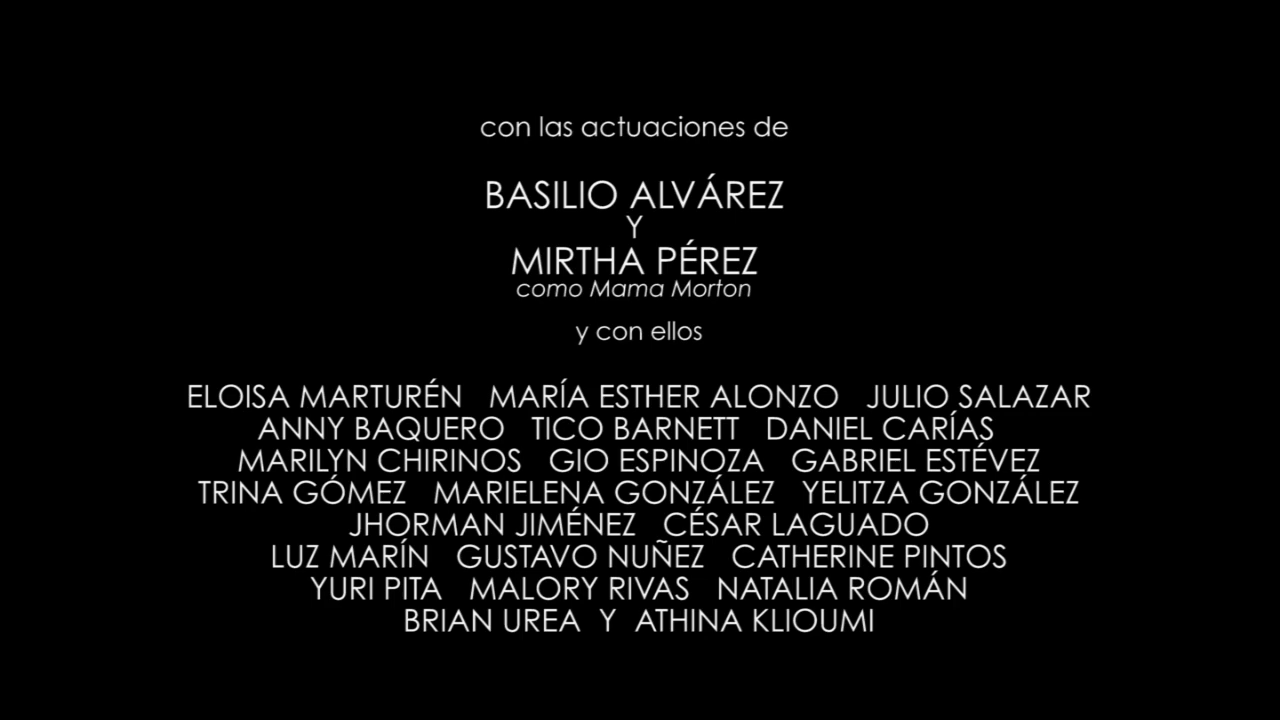 con las actuaciones de
BASILIO ALVÁREZ
Y
MIRTHA PÉREZ
como Mama Morton
y con ellos
ELOISA MARTURÉN MARÍA ESTHER ALONZO JULIO SALAZAR
ANNY BAQUERO TICO BARNETT DANIEL CARÍAS
MARILYN CHIRINOS GIO ESPINOZA GABRIEL ESTÉVEZ
TRINA GÓMEZ MARIELENA GONZÁLEZ YELITZA GONZÁLEZ
JHORMAN JIMÉNEZ CÉSAR LAGUADO
LUZ MARÍN GUSTAVO NUÑEZ CATHERINE PINTOS
YURI PITA MALORY RIVAS NATALIA ROMÁN
BRIAN UREA Y ATHINA KLIOUMI